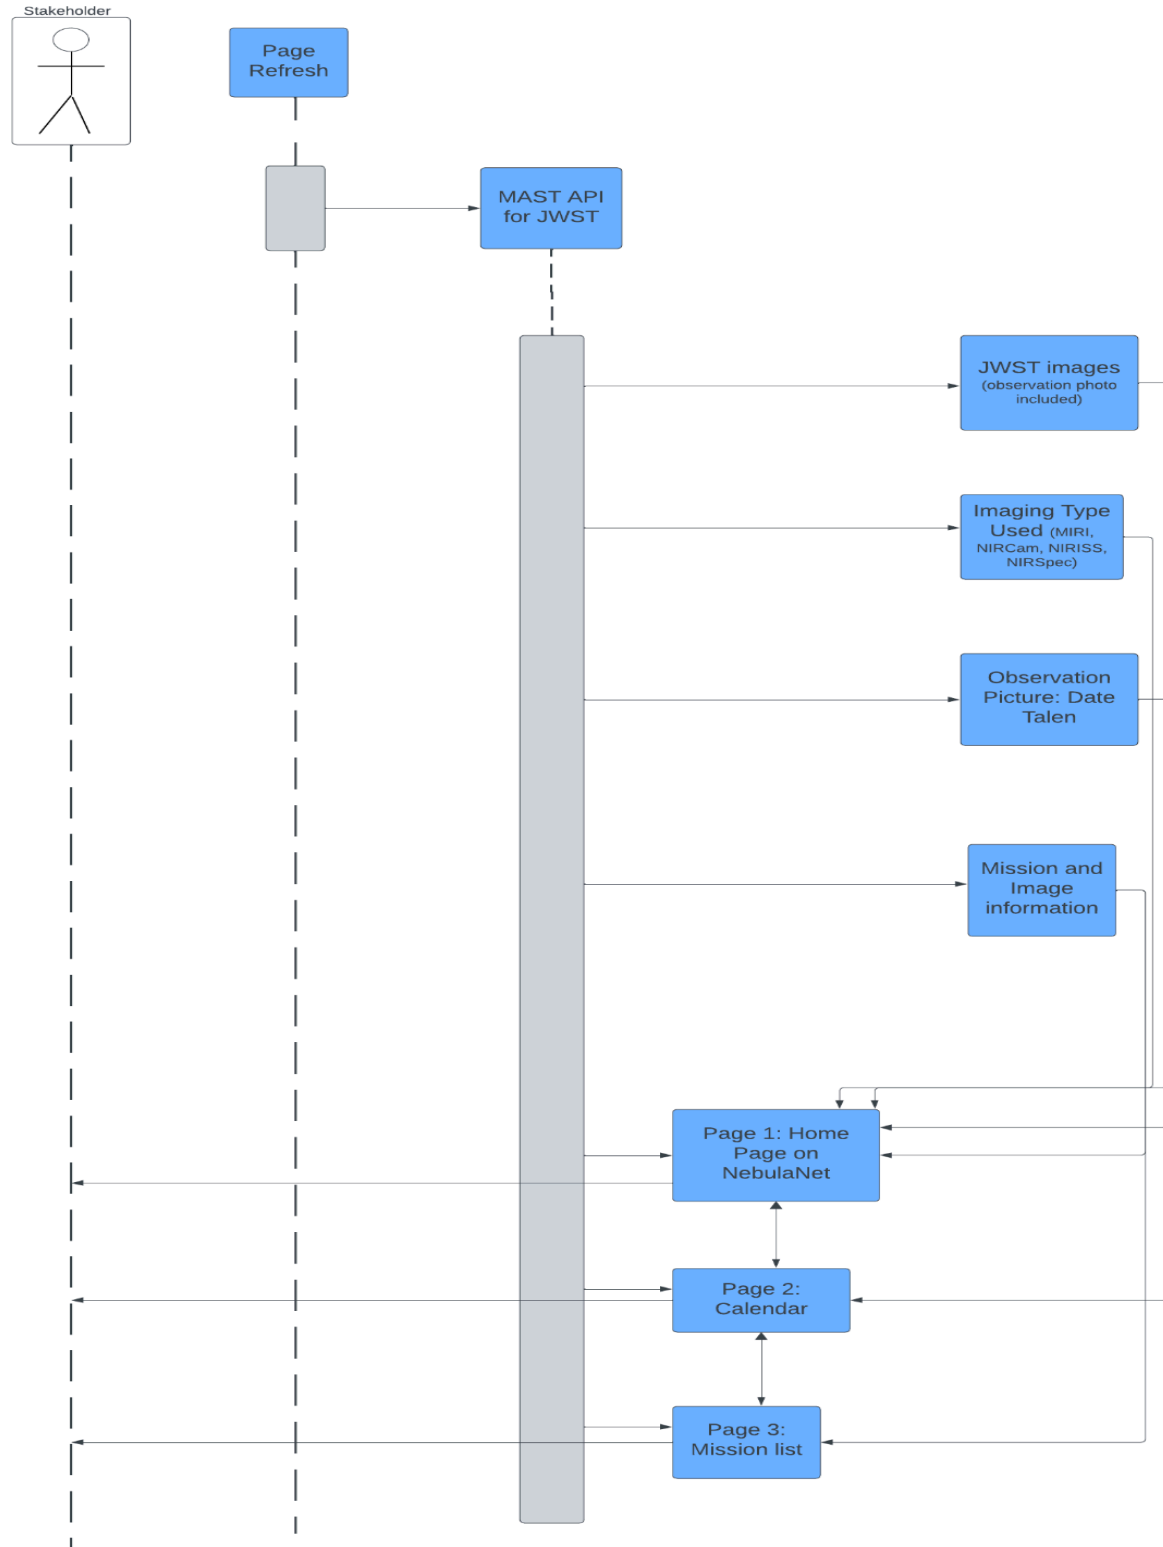 Stakeholder
Page
Refresh
MAST API
for JWST
JWST images
(observation photo
included)
Imaging Type
Used (MIRI,
NIRCam, NIRISS,
NIRSpec)
Observation
Picture: Date
Talen
Mission and
Image
information
Page 1: Home
Page on
NebulaNet
Page 2:
Calendar
Page 3:
Mission list